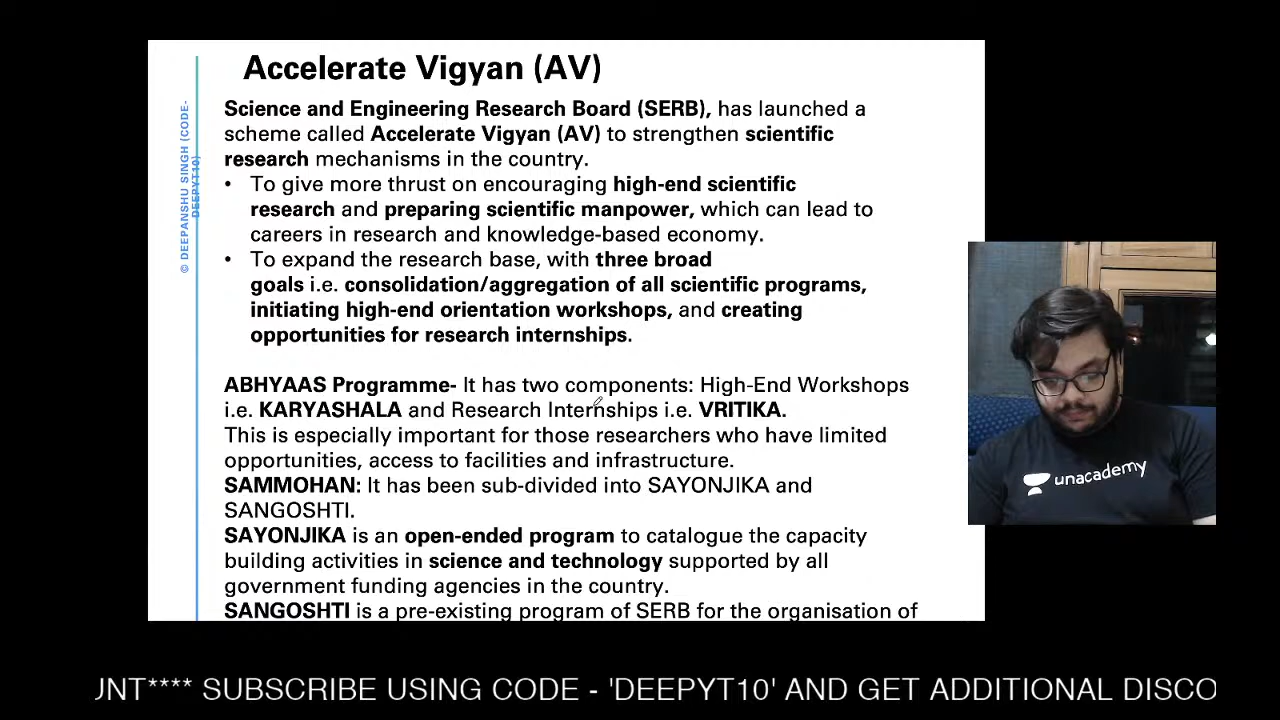 Accelerate Vigyan (AV)
Science and Engineering Research Board (SERB), has launched a
scheme called Accelerate Vigyan (AV) to strengthen scientific
research mechanisms in the country.
• To give more thrust on encouraging high-end scientific
research and preparing scientific manpower, which can lead to
careers in research and knowledge-based economy.
• To expand the research base, with three broad
goals i.e. consolidation/aggregation of all scientific programs,
initiating high-end orientation workshops, and creating
opportunities for research internships.
ABHYAAS Programme- It has two components: High-End Workshops
i.e. KARYASHALA and Research Internships i.e. VRITIKA.
This is especially important for those researchers who have limited
opportunities, access to facilities and infrastructure.
SAMMOHAN: It has been sub-divided into SAYONJIKA and
SANGOSHTI.
SAYONJIKA is an open-ended program to catalogue the capacity
building activities in science and technology supported by all
government funding agencies in the country.
SANGOSHTI is a pre-existing program of SERB for the organisation of
© DEEPANSHU SINGH (CODE-
DEEPYT10)
unacademy
JNT**** SUBSCRIBE USING CODE - 'DEEPYT10' AND GET ADDITIONAL DISCO